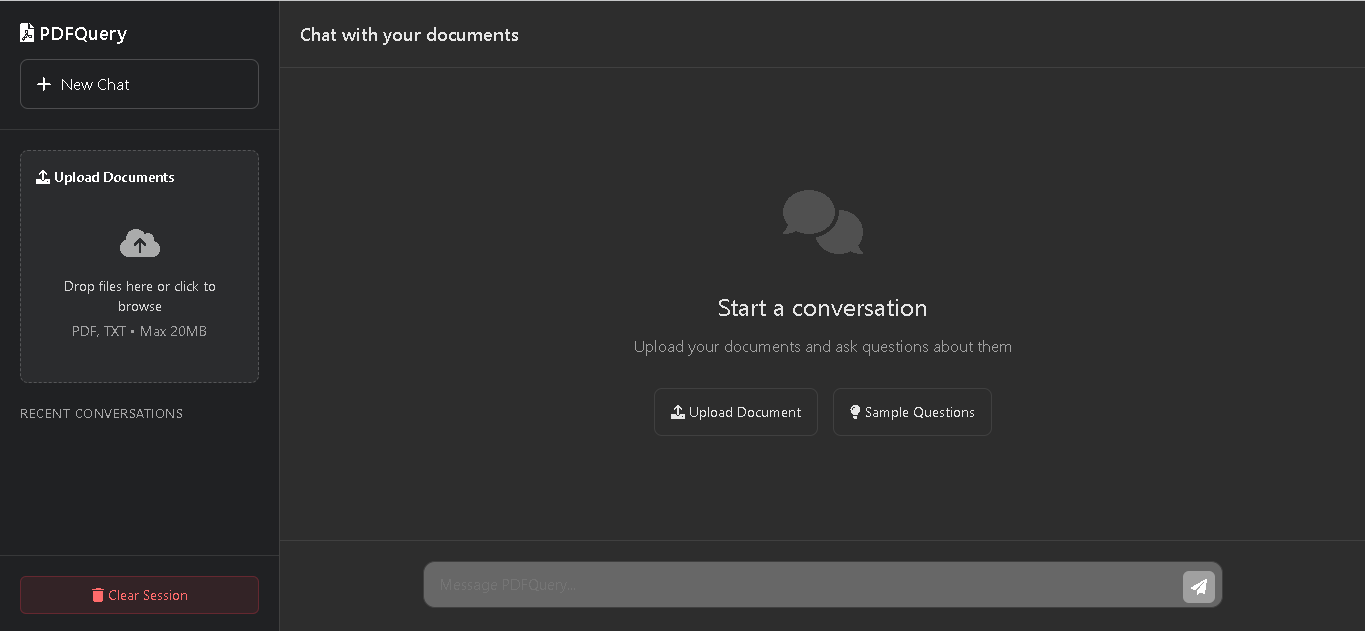 PDFQuery
New Chat
Upload Documents
Drop files here or click to
browse
PDF, TXT • Max 20MB
RECENT CONVERSATIONS
Clear Session
Chat with your documents
Start a conversation
Upload your documents and ask questions about them
Upload Document
Sample Questions
Message PDFQuery...